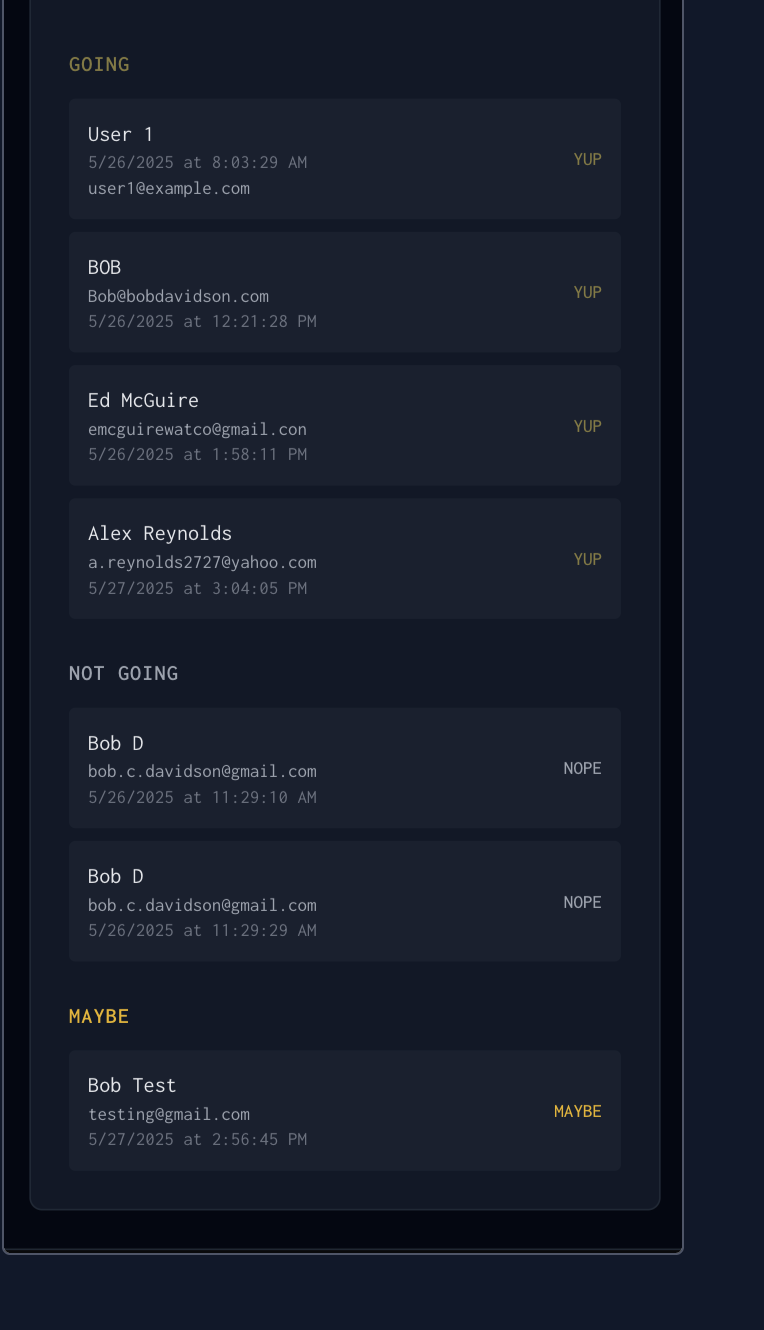 GOING
User 1
5/26/2025 at 8:03:29 AM
YUP
user1@example.com
BOB
Bob@bobdavidson.com
YUP
5/26/2025 at 12:21:28 PM
Ed McGuire
emcguirewatco@gmail.con
YUP
5/26/2025 at 1:58:11 PM
Alex Reynolds
a.reynolds2727@yahoo.com
YUP
5/27/2025 at 3:04:05 PM
NOT GOING
Bob D
bob.c.davidson@gmail.com
NOPE
5/26/2025 at 11:29:10 AM
Bob D
bob.c.davidson@gmail.com
NOPE
5/26/2025 at 11:29:29 AM
MAYBE
Bob Test
testing@gmail.com
MAYBE
5/27/2025 at 2:56:45 PM